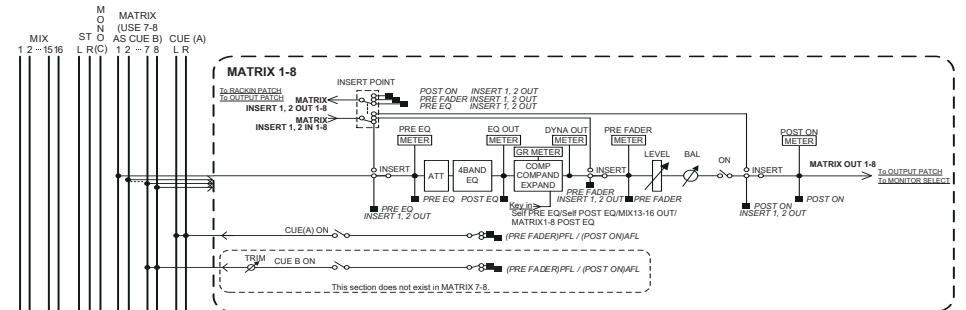 M
O
N
O
(C)
MATRIX
(USE 7-8
AS CUE B)
CUE (A)
MIX
ST
1 2 ··· 15 16
L R
1 2 ··· 7 8
L R
MATRIX 1-8
INSERT POINT
To RACKIN PATCH
To OUTPUT PATCH
MATRIX
INSERT 1, 2 OUT 1-8
MATRIX
INSERT 1, 2 IN 1-8
POST ON INSERT 1, 2 OUT
PRE FADER INSERT 1, 2 OUT
PRE EQ INSERT 1, 2 OUT
PRE EQ
METER
EQ OUT
METER
DYNA OUT
METER
PRE FADER
METER
POST ON
METER
GR METER
LEVEL
BAL
ON
INSERT
ATT
4BAND
EQ
COMP
COMPAND
EXPAND
INSERT
INSERT
MATRIX OUT 1-8
To OUTPUT PATCH
To MONITOR SELECT
PRE EQ
INSERT 1, 2 OUT
PRE EQ
POST EQ
Key in
Self PRE EQ/Self POST EQ/MIX13-16 OUT/
MATRIX1-8 POST EQ
PRE FADER
INSERT 1, 2 OUT
PRE FADER
POST ON
INSERT 1, 2 OUT
POST ON
CUE(A) ON
(PRE FADER)PFL / (POST ON)AFL
TRIM
CUE B ON
(PRE FADER)PFL / (POST ON)AFL
This section does not exist in MATRIX 7-8.